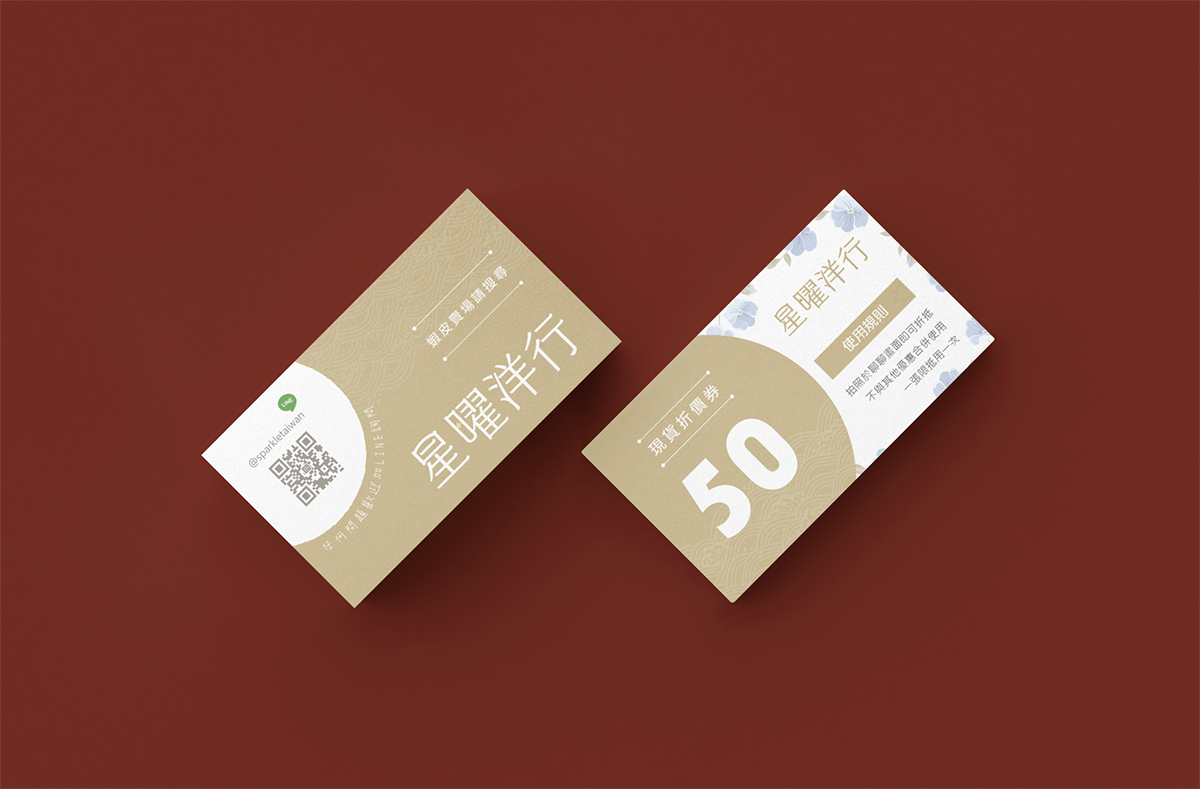 蝦皮賣場請搜尋
星曜洋行
LINE
@sparkletaiwan
任何問題歡迎加LINE詢問...
星曜洋行
使用規則
拍照於聊聊畫面即可折抵
不與其他優惠合併使用
一張限抵用一次
現貨折價券
50